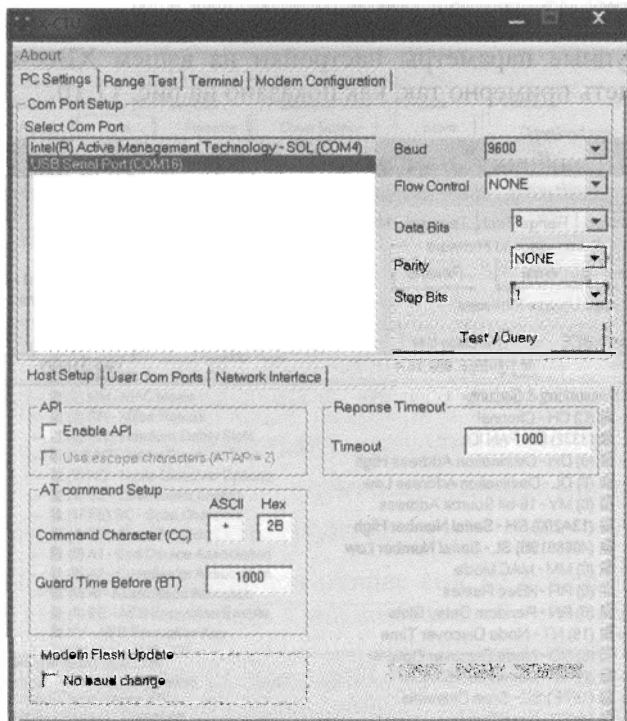 X-CTU
About
PC Settings Range Test Terminal Modem Configuration
Com Port Setup
Select Com Port
Intel(R) Active Management Technology - SOL (COM4)
USB Serial Port (COM16)
Baud 9600
Flow Control NONE
Data Bits 8
Parity NONE
Stop Bits 1
Test / Query
Host Setup User Com Ports Network Interface
API
Enable API
Use escape characters (ATAP = 2)
Reponse Timeout
Timeout 1000
AT command Setup
ASCII Hex
Command Character (CC) + 2B
Guard Time Before (BT) 1000
Modem Flash Update
No baud change